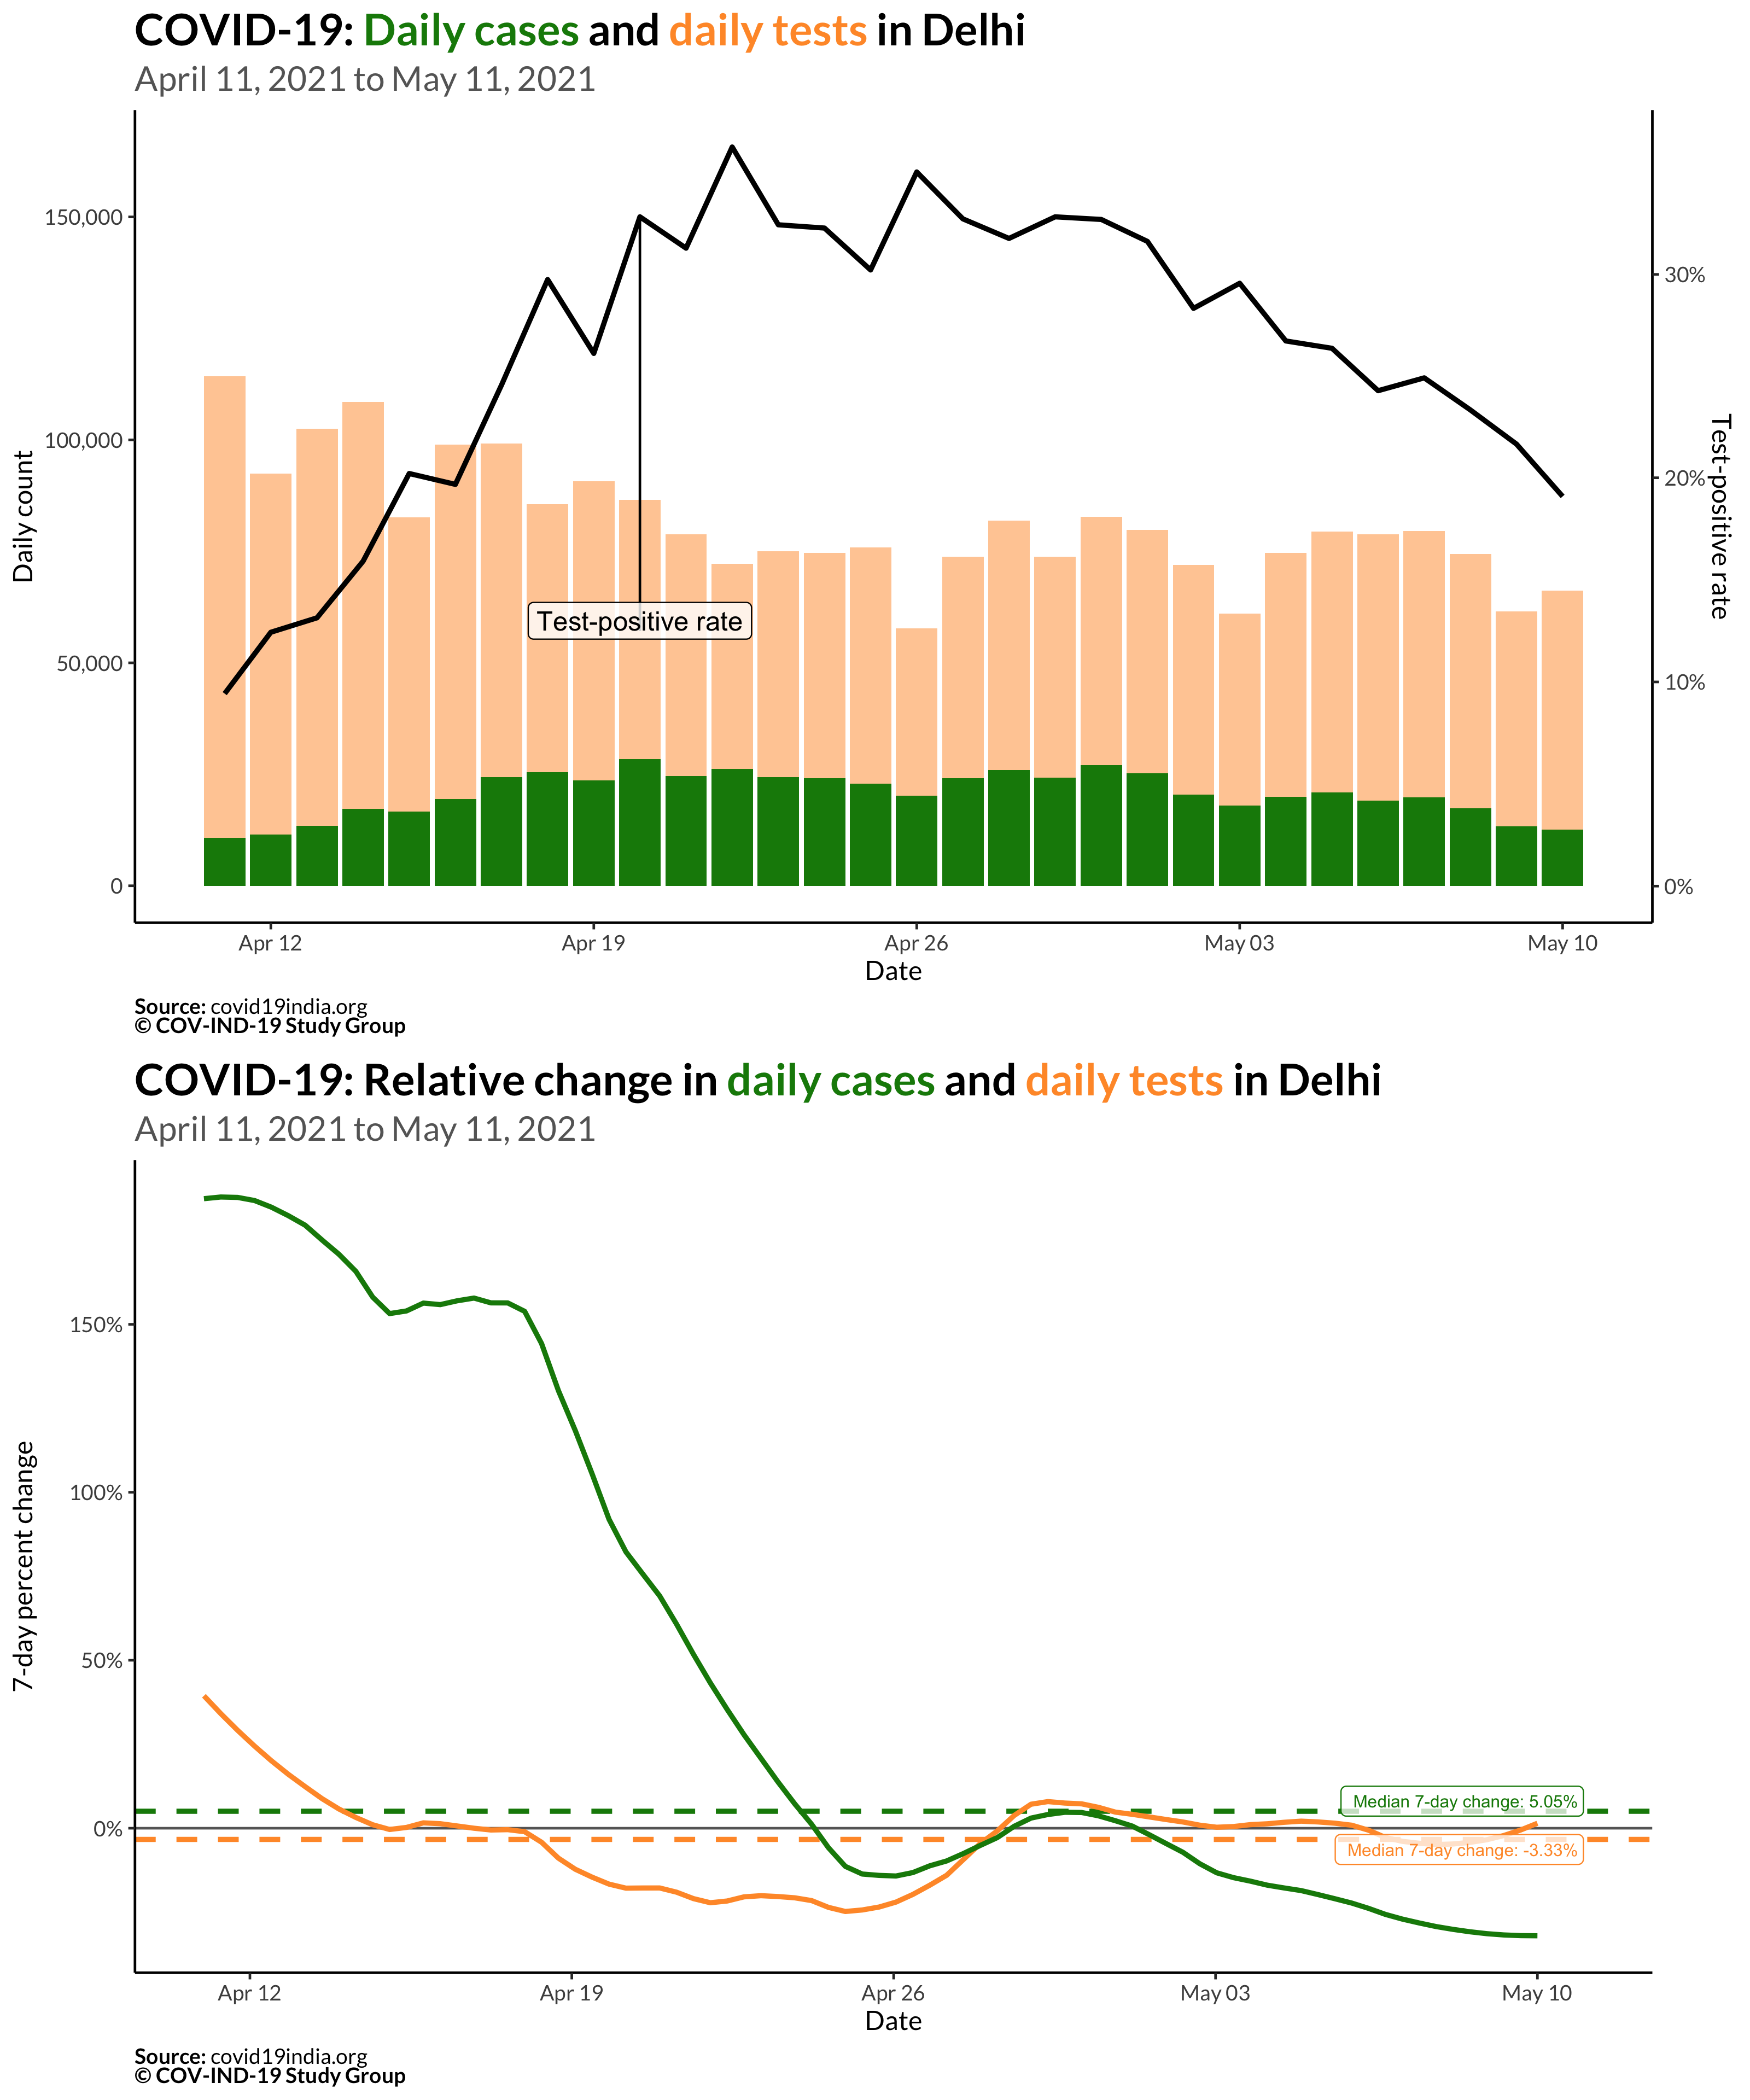 COVID-19: Daily cases and daily tests in Delhi
April 11, 2021 to May 11, 2021
Daily count
150,000
100,000
50,000
0
Test-positive rate
30%
20%
10%
0%
Test-positive rate
Apr 12
Apr 19
Apr 26
May 03
May 10
Date
Source: covid19india.org
© COV-IND-19 Study Group
COVID-19: Relative change in daily cases and daily tests in Delhi
April 11, 2021 to May 11, 2021
7-day percent change
150%
100%
50%
0%
Median 7-day change: 5.05%
Median 7-day change: -3.33%
Apr 12
Apr 19
Apr 26
May 03
May 10
Date
Source: covid19india.org
© COV-IND-19 Study Group